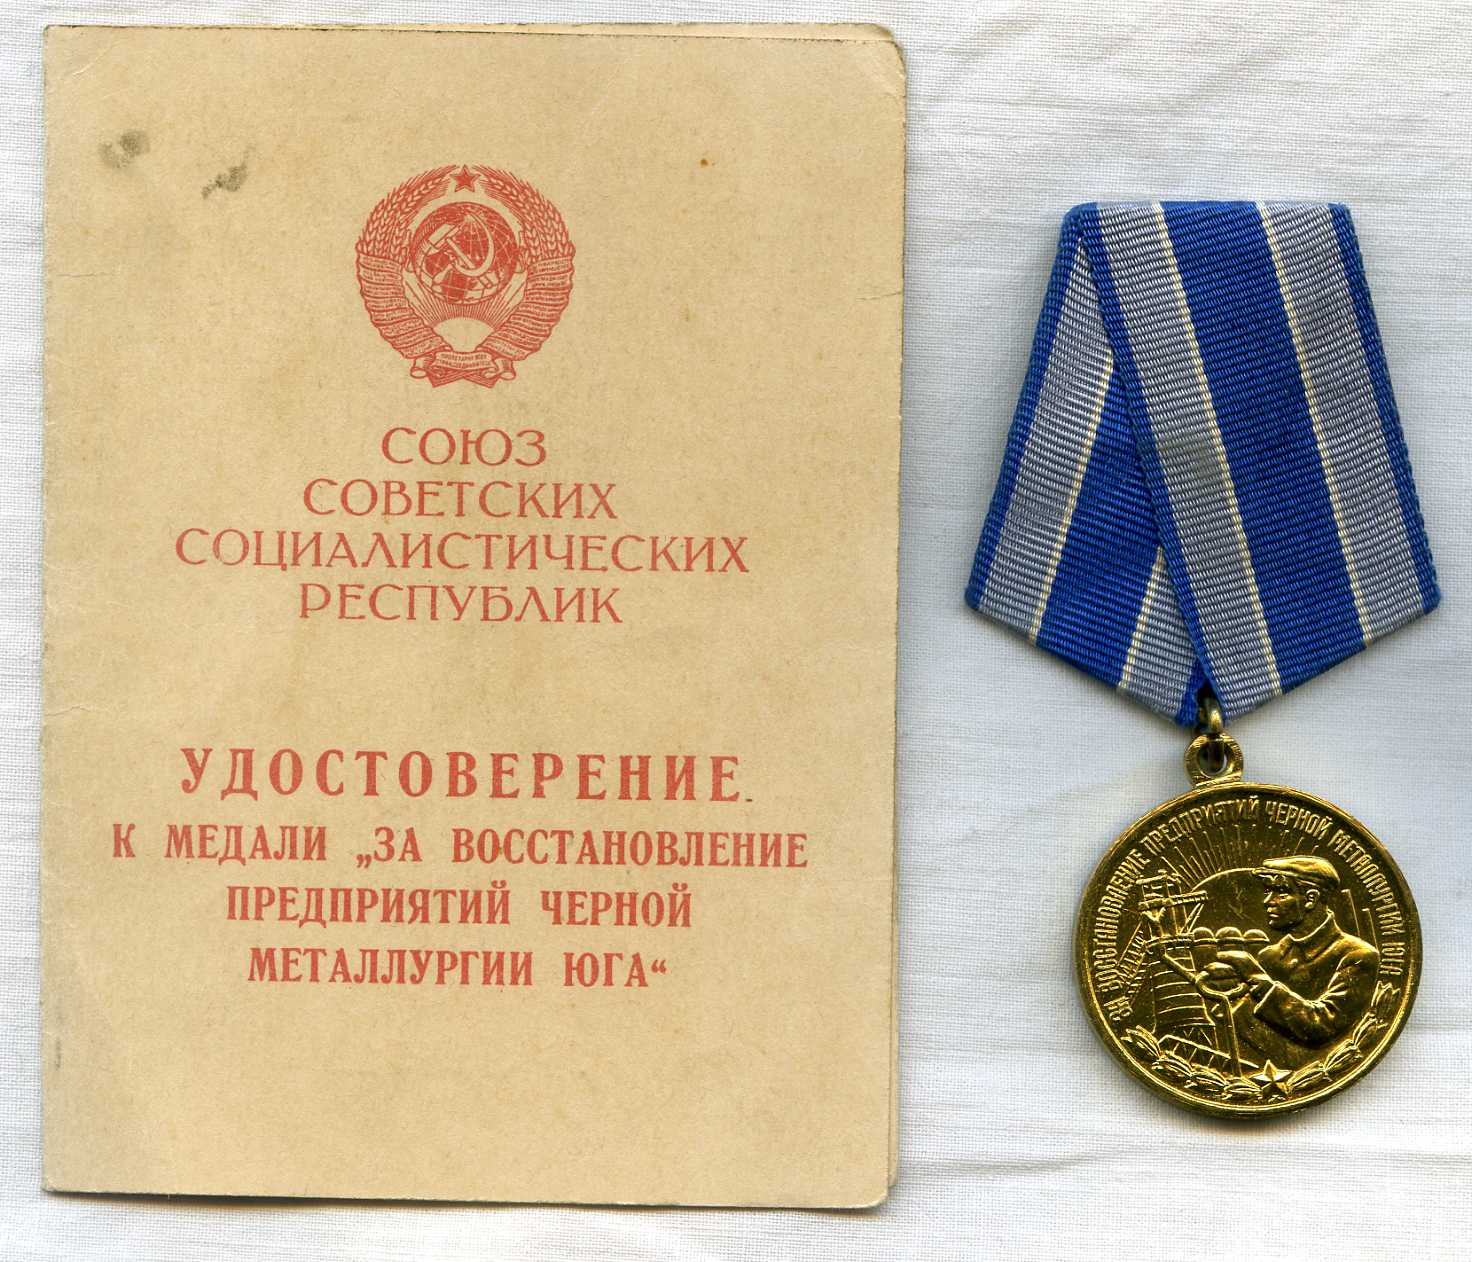 СОЮЗ
СОВЕТСКИХ
СОЦИАЛИСТИЧЕСКИХ
РЕСПУБЛИК
УДОСТОВЕРЕНИЕ
К МЕДАЛИ „ЗА ВОССТАНОВЛЕНИЕ
ПРЕДПРИЯТИЙ ЧЕРНОЙ
МЕТАЛЛУРГИИ ЮГА“
ЗА ВОССТАНОВЛЕНИЕ ПРЕДПРИЯТИЙ ЧЕРНОЙ МЕТАЛЛУРГИИ ЮГА